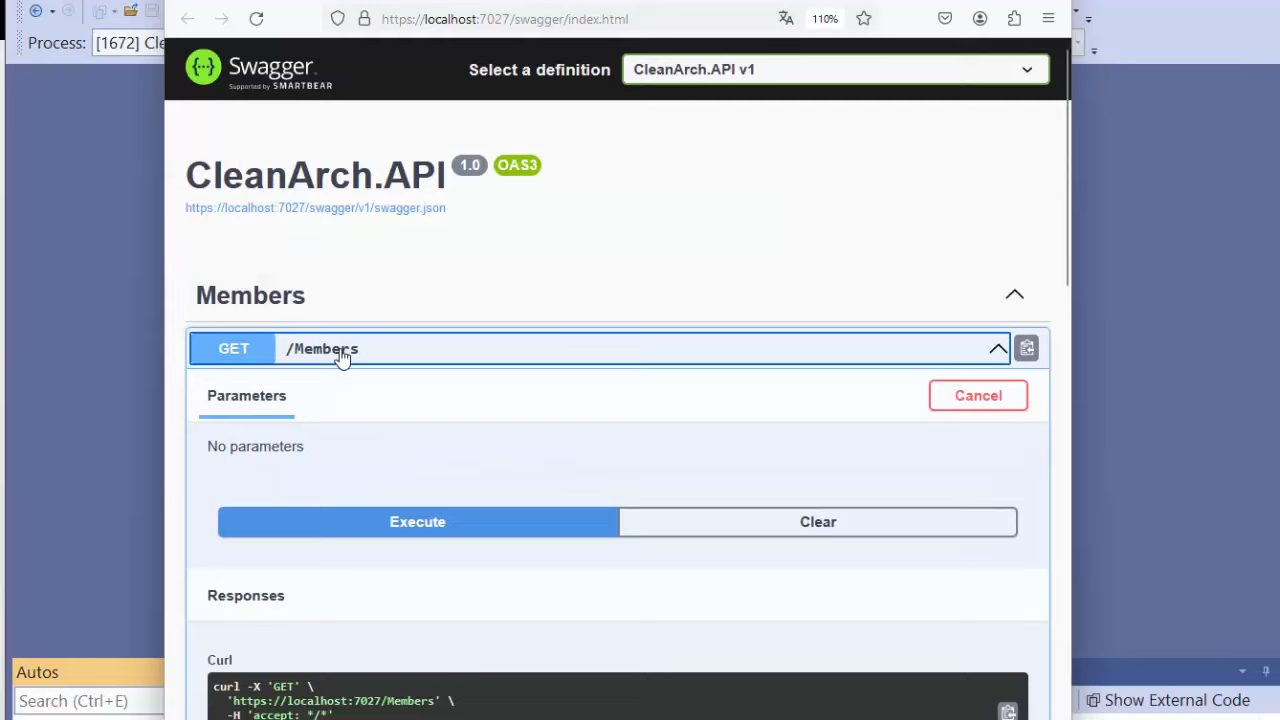 https://localhost:7027/swagger/index.html
110%
Process:
[1672] Cle
Swagger
Supported by SMARTBEAR
Select a definition
CleanArch.API v1
CleanArch.API 1.0 OAS3
https://localhost:7027/swagger/v1/swagger.json
Members
GET /Members
Parameters
Cancel
No parameters
Execute
Clear
Responses
Curl
curl -X 'GET' \
'https://localhost:7027/Members' \
-H 'accept: */*'
Autos
Search (Ctrl+E)
Show External Code